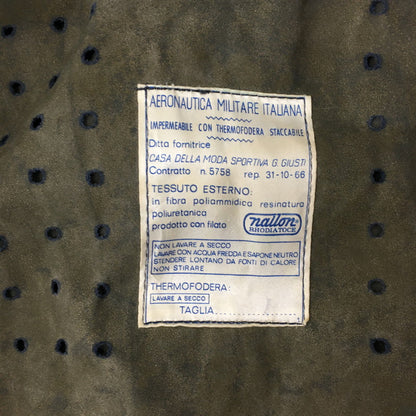 AERONAUTICA MILITARE ITALIANA
IMPERMEABILE CON THERMOFODERA STACCABILE
Ditta fornitrice
CASA DELLA MODA SPORTIVA G. GIUSTI
Contratto n. 5758 rep. 31-10-66
TESSUTO ESTERNO:
in fibra poliammidica resinatura
poliuretanica
prodotto con filato
nailon
RHODIATOCE
NON LAVARE A SECCO
LAVARE CON ACQUA FREDDA E SAPONE NEUTRO
STENDERE LONTANO DA FONTI DI CALORE
NON STIRARE
THERMOFODERA:
LAVARE A SECCO
TAGLIA..............